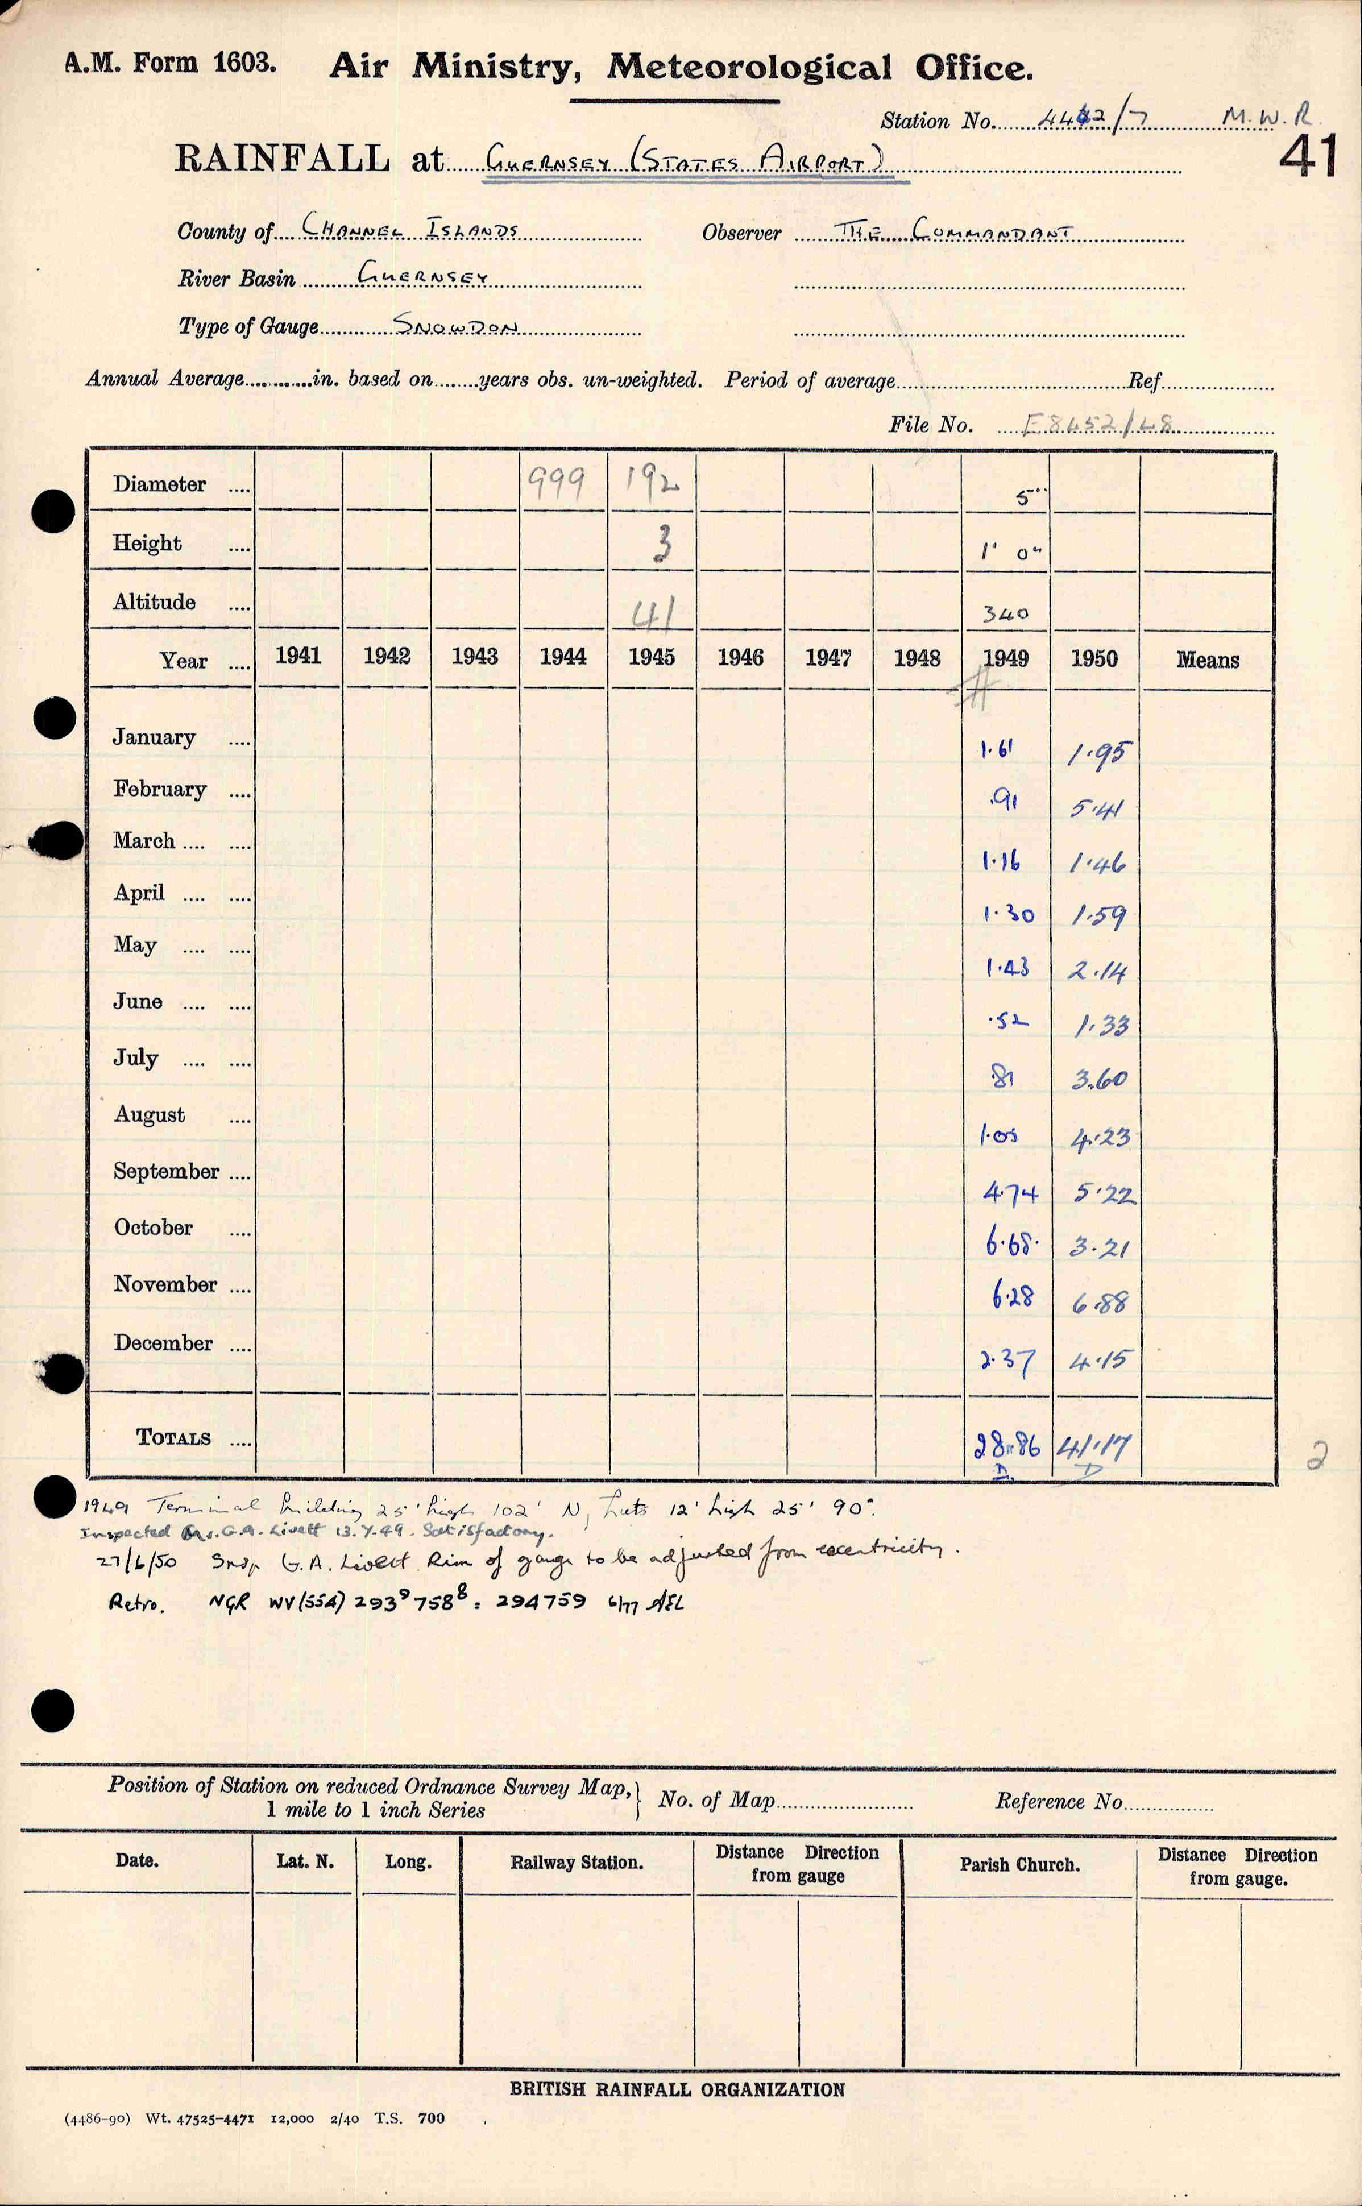 A.M. Form 1603. Air Ministry, Meteorological Office.
Station No. 4442/7 M.W.R.
41
RAINFALL at GUERNSEY (STATES AIRPORT)
County of CHANNEL ISLANDS Observer THE COMMANDANT
River Basin GUERNSEY
Type of Gauge SNOWDON
Annual Average............in. based on........years obs. un-weighted. Period of average............Ref............
File No. F8452/48
Diameter .... 999 192 5"
Height .... 3 1' 0"
Altitude .... 41 340
Year .... 1941 1942 1943 1944 1945 1946 1947 1948 1949 1950 Means
January .... 1.61 1.95
February .... .91 5.41
March .... .... 1.16 1.46
April .... .... 1.30 1.59
May .... .... 1.43 2.14
June .... .... .52 1.33
July .... .... .81 3.60
August .... 1.05 4.23
September .... 4.74 5.22
October .... 6.68 3.21
November .... 6.28 6.88
December .... 2.37 4.15
TOTALS .... 28.86 41.17
D D
2
1949 Terminal building 25' high 102' N, huts 12' high 25' 90°.
Inspected Mr. G.A. Livett 13.7.49. Satisfactory.
27/6/50 Insp G.A. Livett Rim of gauge to be adjusted from eccentricity.
Retro. NGR WV(55A) 293⁹758⁸ : 294759 6/77 AEL
Position of Station on reduced Ordnance Survey Map, 1 mile to 1 inch Series } No. of Map............ Reference No............
Date. Lat. N. Long. Railway Station. Distance Direction from gauge Parish Church. Distance Direction from gauge.
BRITISH RAINFALL ORGANIZATION
(4486-90) Wt. 47525-4471 12,000 2/40 T.S. 700